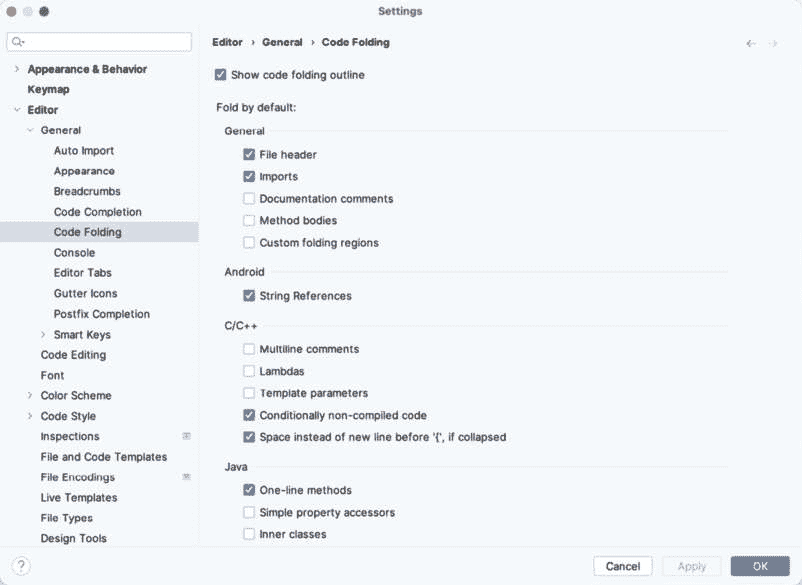 Settings
Appearance & Behavior
Keymap
Editor
General
Auto Import
Appearance
Breadcrumbs
Code Completion
Code Folding
Console
Editor Tabs
Gutter Icons
Postfix Completion
Smart Keys
Code Editing
Font
Color Scheme
Code Style
Inspections
File and Code Templates
File Encodings
Live Templates
File Types
Design Tools
?
Editor › General › Code Folding
Show code folding outline
Fold by default:
General
File header
Imports
Documentation comments
Method bodies
Custom folding regions
Android
String References
C/C++
Multiline comments
Lambdas
Template parameters
Conditionally non-compiled code
Space instead of new line before '{', if collapsed
Java
One-line methods
Simple property accessors
Inner classes
Cancel Apply OK